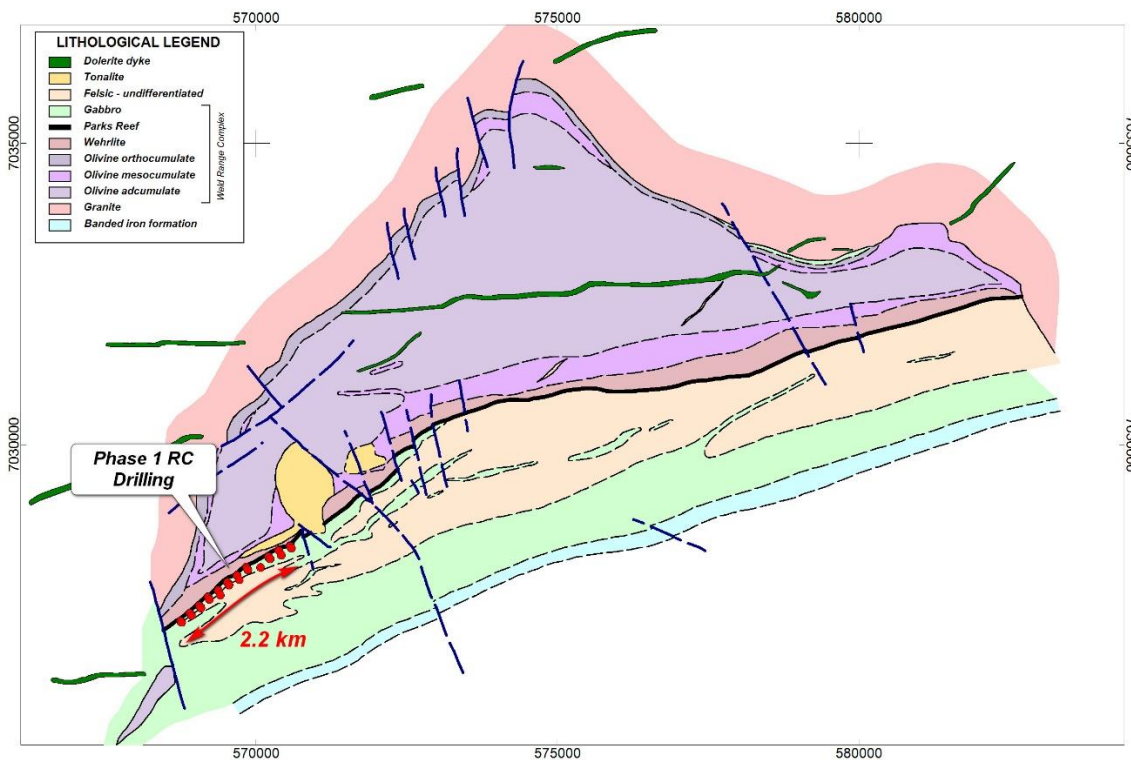 570000
575000
580000
LITHOLOGICAL LEGEND
Dolerite dyke
Tonalite
Felsic - undifferentiated
Gabbro
Parks Reef
Wehrlite
Olivine orthocumulate
Olivine mesocumulate
Olivine adcumulate
Granite
Banded iron formation
Weld Range Complex
7035000
7035000
7030000
7030000
Phase 1 RC
Drilling
2.2 km
570000
575000
580000